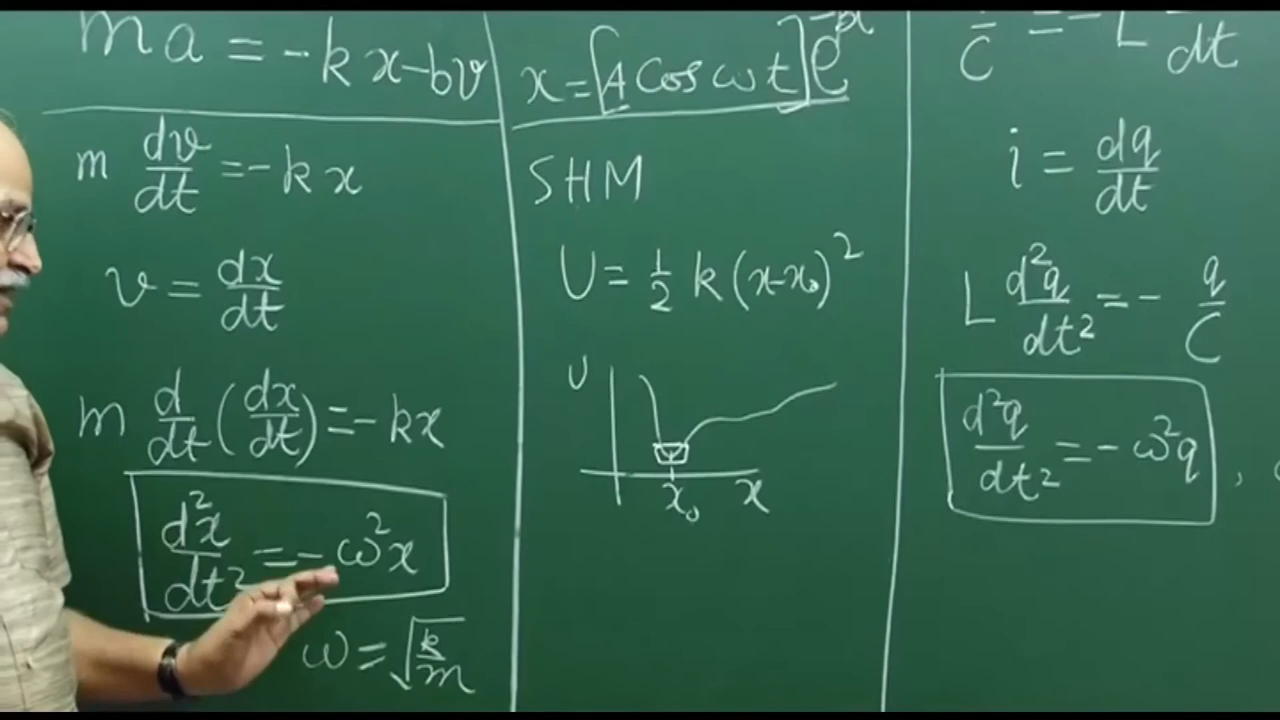 ma = -kx-bv
m dv/dt = -kx
v = dx/dt
m d/dt (dx/dt) = -kx
d²x/dt² = -ω²x
ω = √(k/m)
x = [A cos ωt] e
SHM
U = ½ k (x-x₀)²
U
x₀ x
/C = -L /dt
i = dq/dt
L d²q/dt² = - q/C
d²q/dt² = -ω²q ,